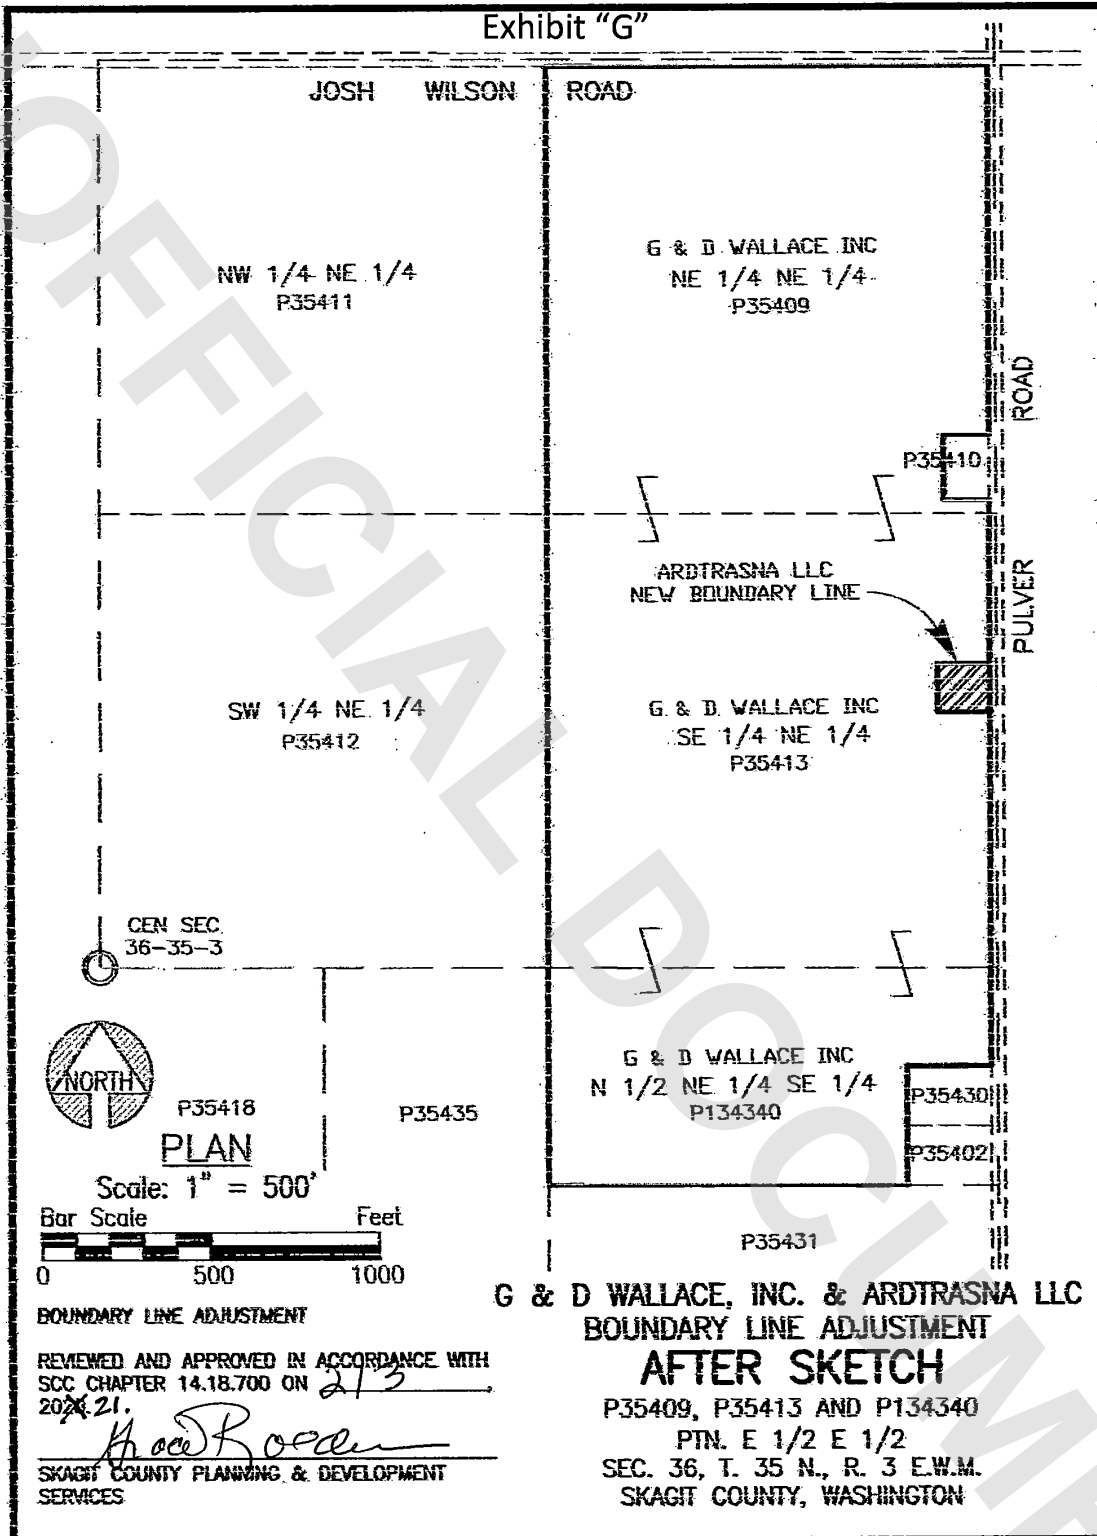 Exhibit "G"
JOSH WILSON ROAD
NW 1/4 NE 1/4
P35411
G & D WALLACE INC
NE 1/4 NE 1/4
P35409
ROAD
P35410
ARDTRASNA LLC
NEW BOUNDARY LINE
PULVER
SW 1/4 NE 1/4
P35412
G & D WALLACE INC
SE 1/4 NE 1/4
P35413
CEN SEC
36-35-3
NORTH
P35418
PLAN
Scale: 1" = 500'
P35435
G & D WALLACE INC
N 1/2 NE 1/4 SE 1/4
P134340
P35430
P35402
P35431
Bar Scale Feet
0 500 1000
BOUNDARY LINE ADJUSTMENT
REVIEWED AND APPROVED IN ACCORDANCE WITH
SCC CHAPTER 14.18.700 ON 2/3,
21.
SKAGIT COUNTY PLANNING & DEVELOPMENT
SERVICES
G & D WALLACE, INC. & ARDTRASNA LLC
BOUNDARY LINE ADJUSTMENT
AFTER SKETCH
P35409, P35413 AND P134340
PTN. E 1/2 E 1/2
SEC. 36, T. 35 N., R. 3 E.W.M.
SKAGIT COUNTY, WASHINGTON